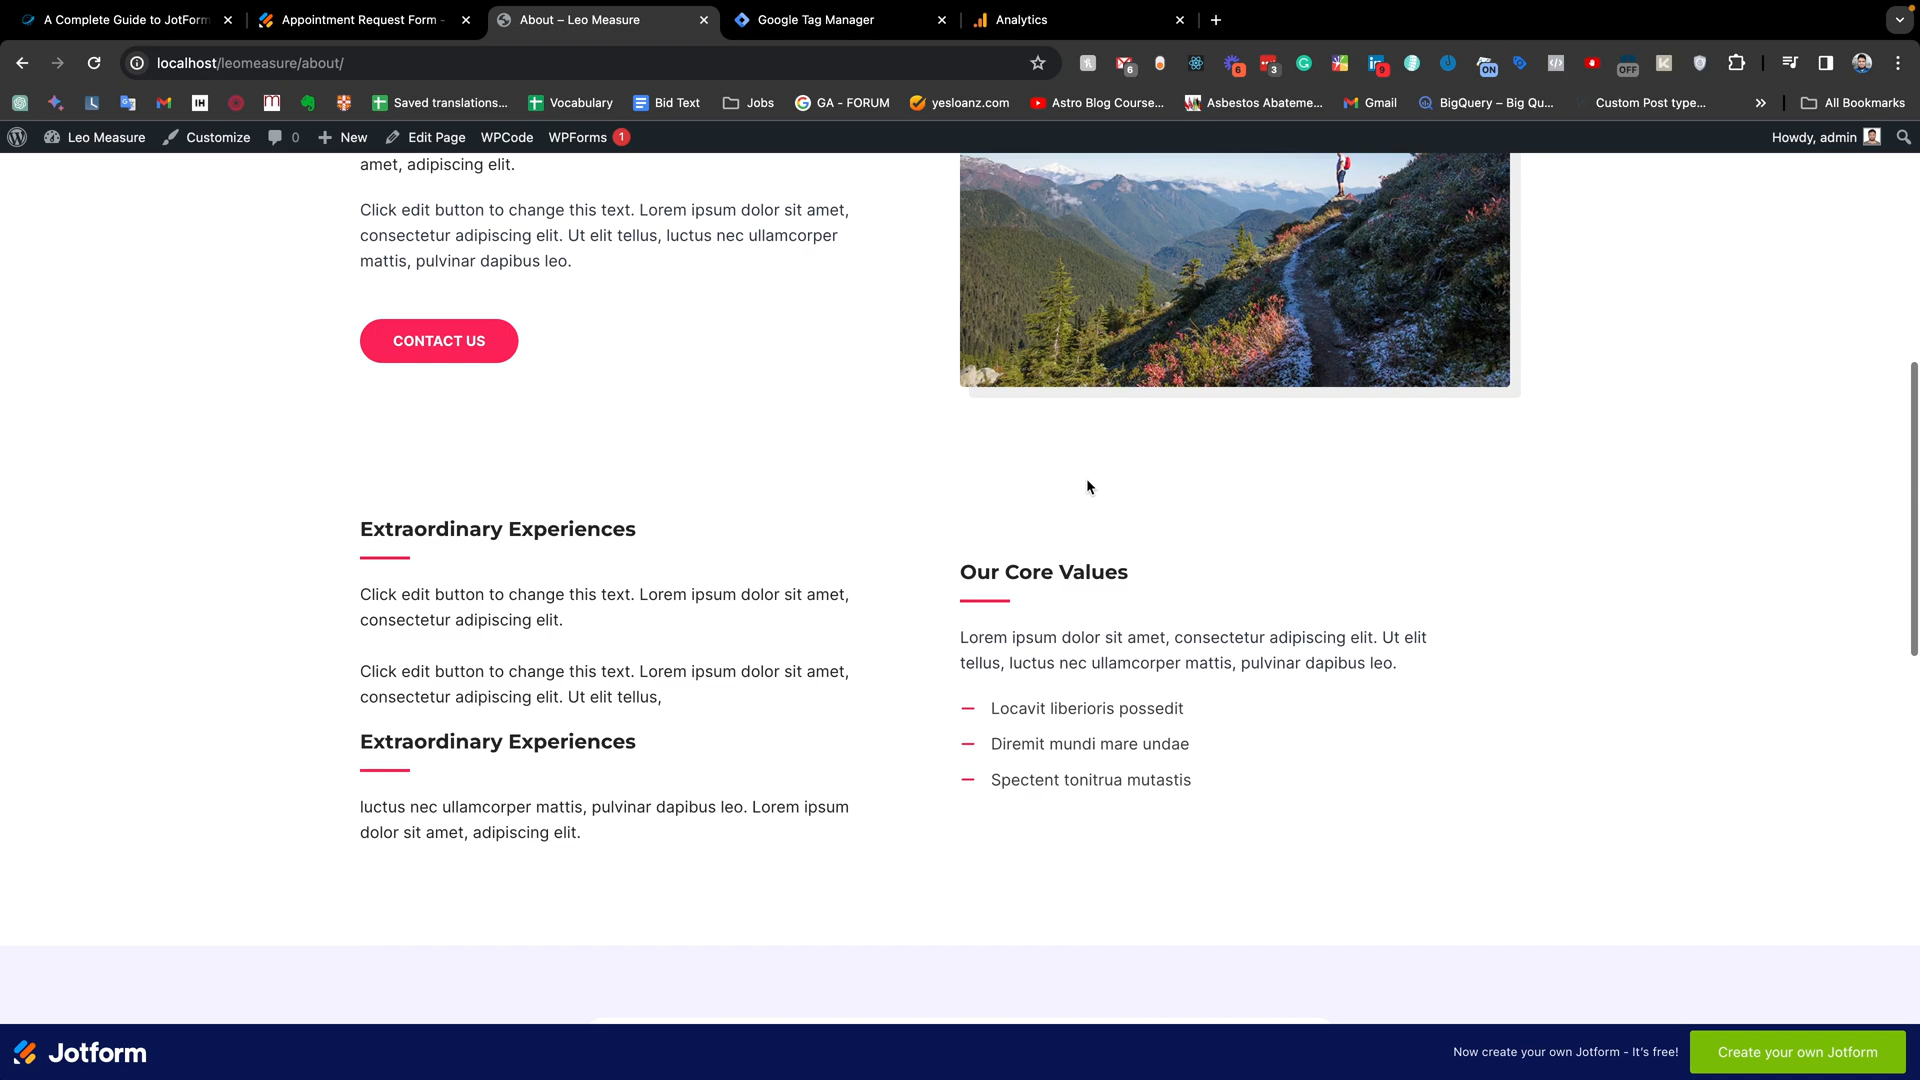 A Complete Guide to JotForm
Appointment Request Form -
About – Leo Measure
Google Tag Manager
Analytics
localhost/leomeasure/about/
6
6
3
9
ON
OFF
IH
Saved translations...
Vocabulary
Bid Text
Jobs
GA - FORUM
yesloanz.com
Astro Blog Course...
Asbestos Abateme...
Gmail
BigQuery – Big Qu...
Custom Post type...
All Bookmarks
Leo Measure
Customize
0
New
Edit Page
WPCode
WPForms 1
Howdy, admin
amet, adipiscing elit.
Click edit button to change this text. Lorem ipsum dolor sit amet,
consectetur adipiscing elit. Ut elit tellus, luctus nec ullamcorper
mattis, pulvinar dapibus leo.
CONTACT US
Extraordinary Experiences
Click edit button to change this text. Lorem ipsum dolor sit amet,
consectetur adipiscing elit.
Click edit button to change this text. Lorem ipsum dolor sit amet,
consectetur adipiscing elit. Ut elit tellus,
Extraordinary Experiences
luctus nec ullamcorper mattis, pulvinar dapibus leo. Lorem ipsum
dolor sit amet, adipiscing elit.
Our Core Values
Lorem ipsum dolor sit amet, consectetur adipiscing elit. Ut elit
tellus, luctus nec ullamcorper mattis, pulvinar dapibus leo.
Locavit liberioris possedit
Diremit mundi mare undae
Spectent tonitrua mutastis
Jotform
Now create your own Jotform - It's free!
Create your own Jotform